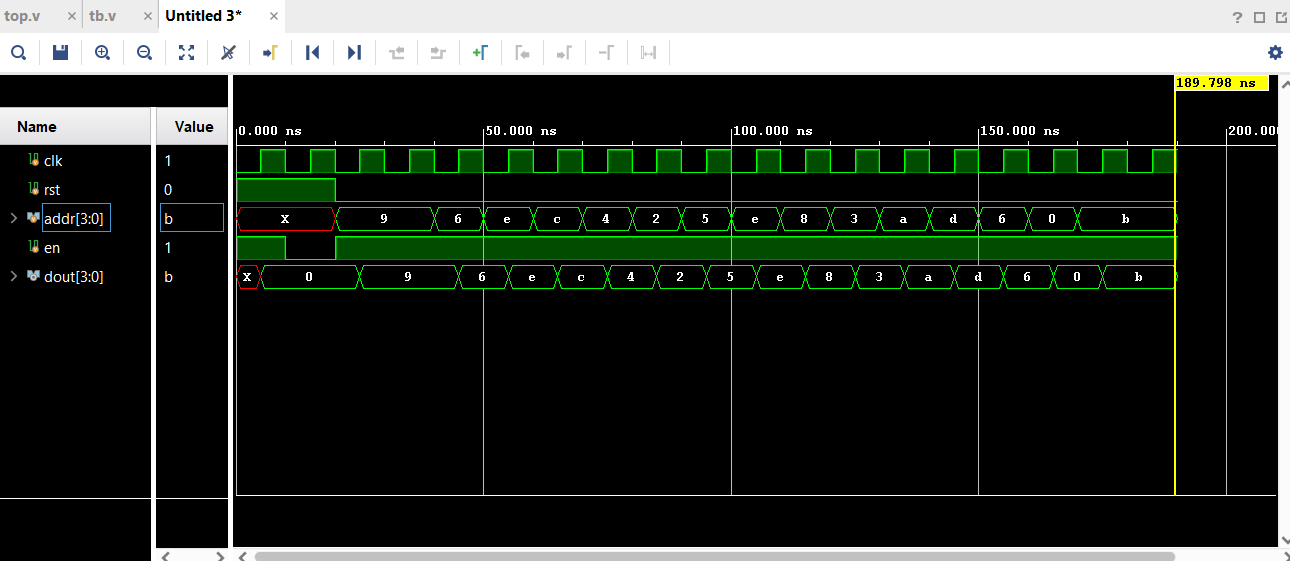 top.v × tb.v × Untitled 3* ×
?
189.798 ns
Name Value
0.000 ns 50.000 ns 100.000 ns 150.000 ns 200.00
clk 1
rst 0
addr[3:0] b X 9 6 e c 4 2 5 e 8 3 a d 6 0 b
en 1
dout[3:0] b X 0 9 6 e c 4 2 5 e 8 3 a d 6 0 b